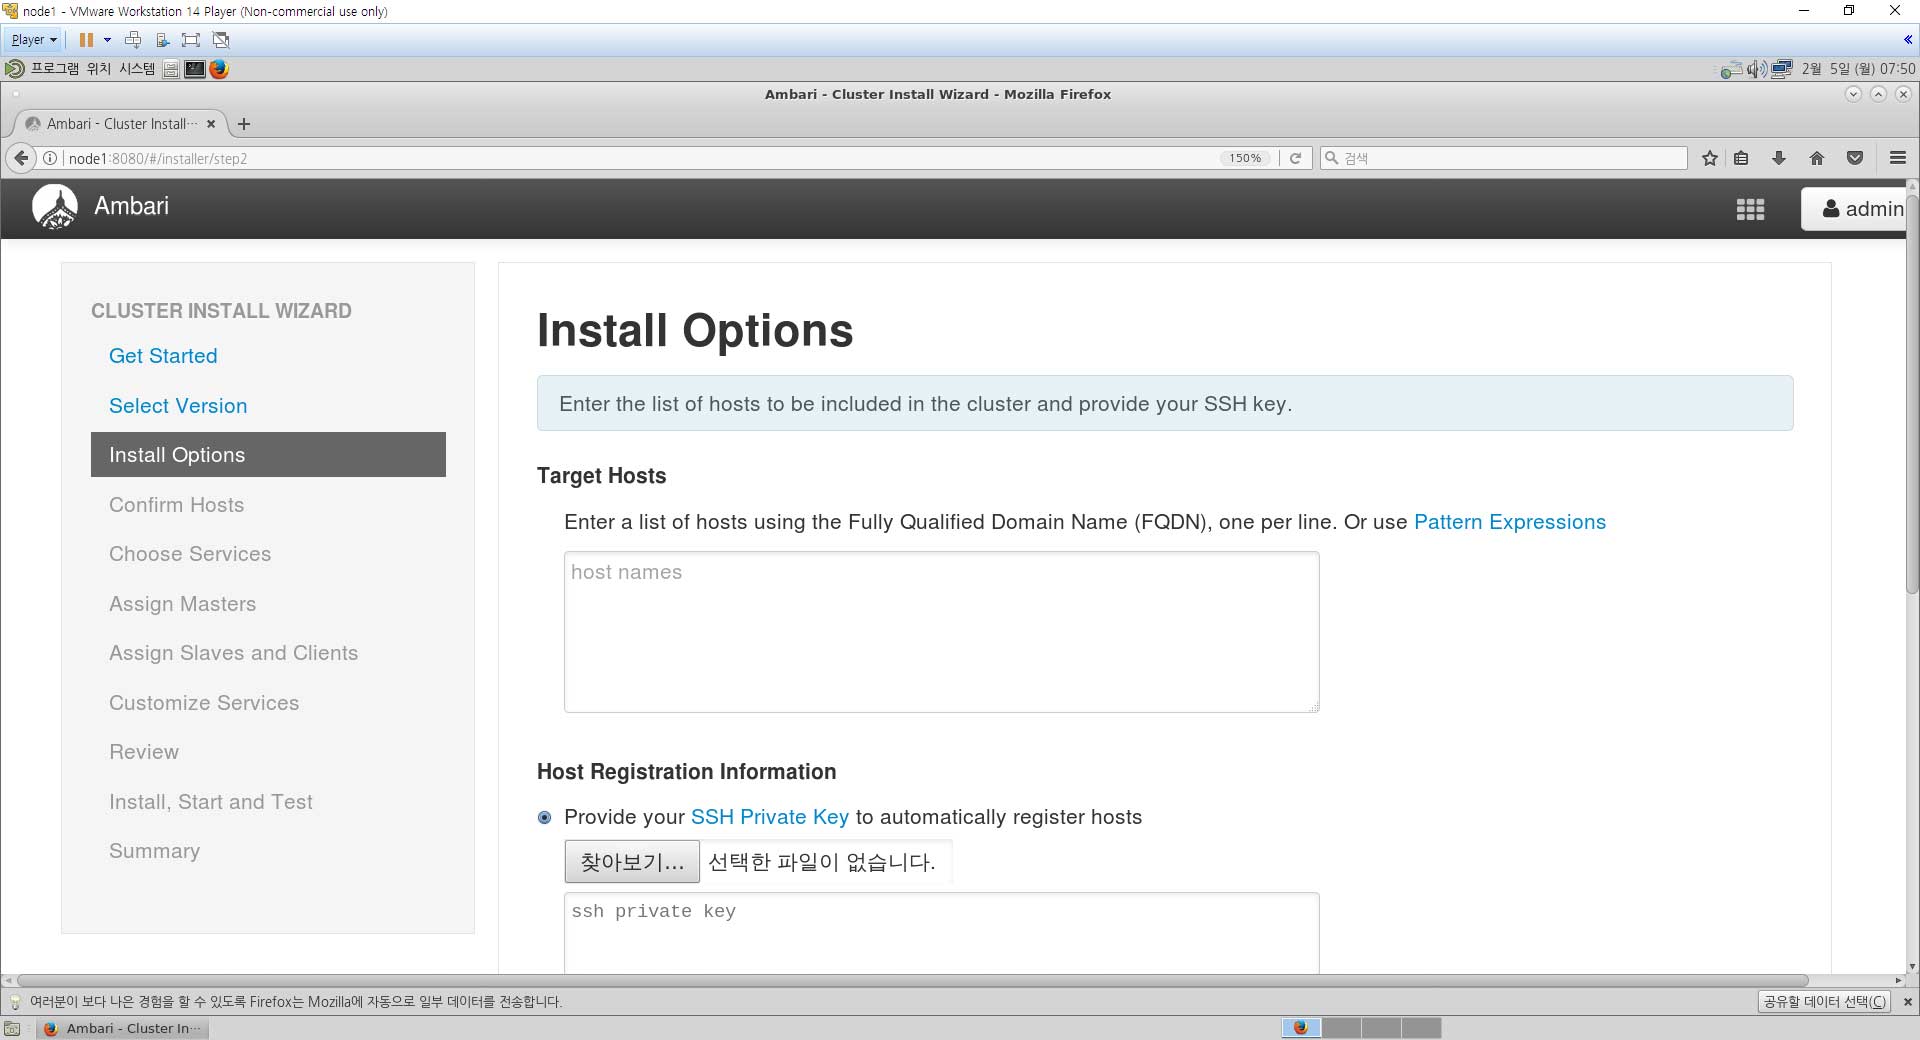 node1 - VMware Workstation 14 Player (Non-commercial use only)
Player
프로그램 위치 시스템
2월 5일 (월) 07:50
Ambari - Cluster Install Wizard - Mozilla Firefox
Ambari - Cluster Install···
node1:8080/#/installer/step2
150%
검색
Ambari
admin
CLUSTER INSTALL WIZARD
Get Started
Select Version
Install Options
Confirm Hosts
Choose Services
Assign Masters
Assign Slaves and Clients
Customize Services
Review
Install, Start and Test
Summary
Install Options
Enter the list of hosts to be included in the cluster and provide your SSH key.
Target Hosts
Enter a list of hosts using the Fully Qualified Domain Name (FQDN), one per line. Or use Pattern Expressions
host names
Host Registration Information
Provide your SSH Private Key to automatically register hosts
찾아보기... 선택한 파일이 없습니다.
ssh private key
여러분이 보다 나은 경험을 할 수 있도록 Firefox는 Mozilla에 자동으로 일부 데이터를 전송합니다.
공유할 데이터 선택(C)
Ambari - Cluster In···